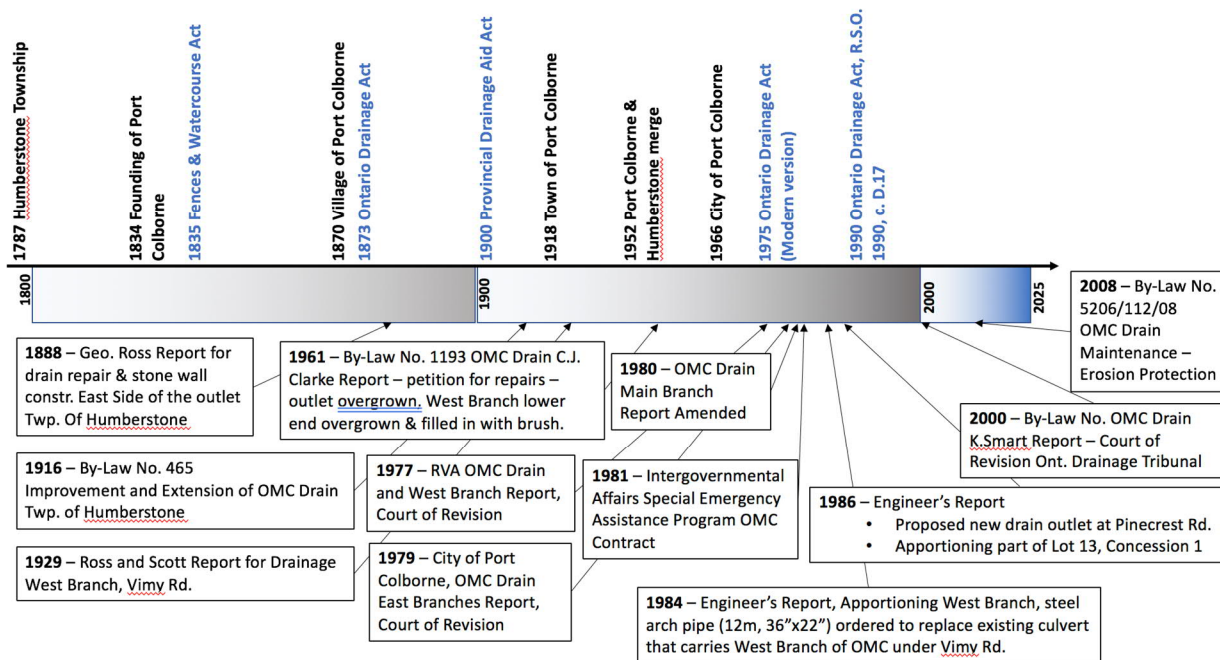 1787 Humberstone Township
1834 Founding of Port
Colborne
1835 Fences & Watercourse Act
1870 Village of Port Colborne
1873 Ontario Drainage Act
1900 Provincial Drainage Aid Act
1918 Town of Port Colborne
1952 Port Colborne &
Humberstone merge
1966 City of Port Colborne
1975 Ontario Drainage Act
(Modern version)
1990 Ontario Drainage Act, R.S.O.
1990, c. D.17
1800
1900
2000
2025
1888 – Geo. Ross Report for
drain repair & stone wall
constr. East Side of the outlet
Twp. Of Humberstone
1961 – By-Law No. 1193 OMC Drain C.J.
Clarke Report – petition for repairs –
outlet overgrown. West Branch lower
end overgrown & filled in with brush.
1980 – OMC Drain
Main Branch
Report Amended
2008 – By-Law No.
5206/112/08
OMC Drain
Maintenance –
Erosion Protection
1916 – By-Law No. 465
Improvement and Extension of OMC Drain
Twp. of Humberstone
1977 – RVA OMC Drain
and West Branch Report,
Court of Revision
1981 – Intergovernmental
Affairs Special Emergency
Assistance Program OMC
Contract
2000 – By-Law No. OMC Drain
K.Smart Report – Court of
Revision Ont. Drainage Tribunal
1986 – Engineer's Report
• Proposed new drain outlet at Pinecrest Rd.
• Apportioning part of Lot 13, Concession 1
1929 – Ross and Scott Report for Drainage
West Branch, Vimy Rd.
1979 – City of Port
Colborne, OMC Drain
East Branches Report,
Court of Revision
1984 – Engineer's Report, Apportioning West Branch, steel
arch pipe (12m, 36"x22") ordered to replace existing culvert
that carries West Branch of OMC under Vimy Rd.